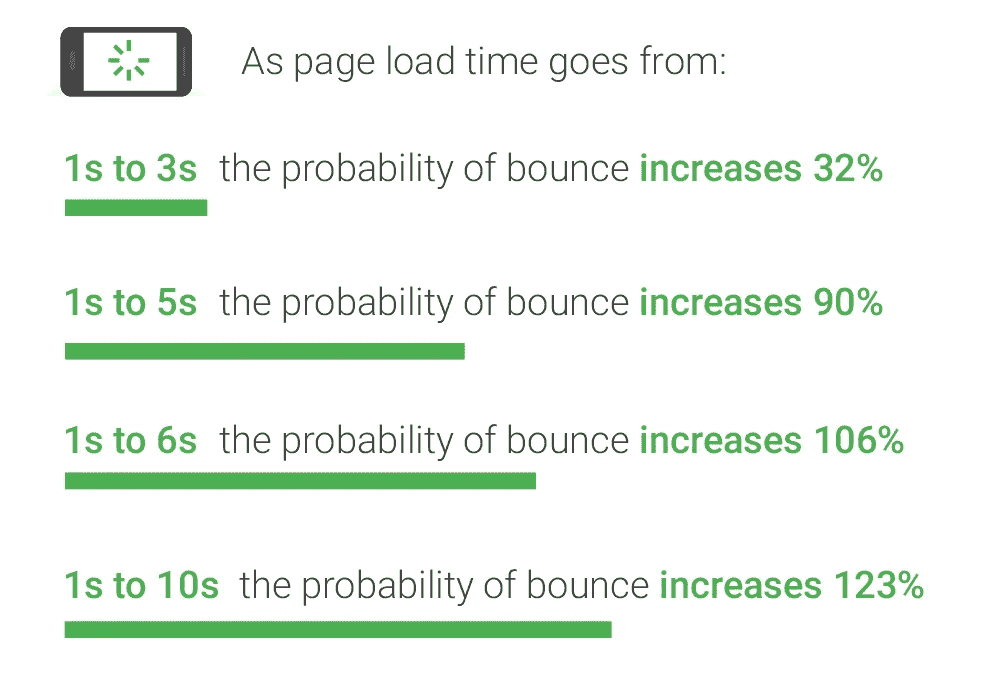 As page load time goes from:
1s to 3s the probability of bounce increases 32%
1s to 5s the probability of bounce increases 90%
1s to 6s the probability of bounce increases 106%
1s to 10s the probability of bounce increases 123%